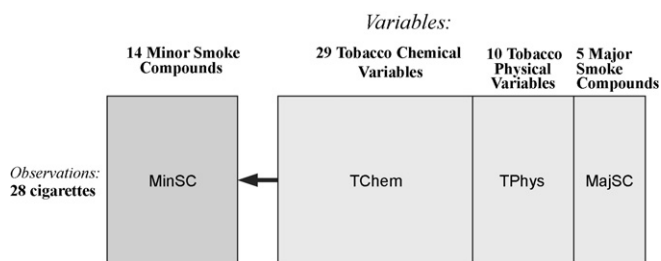 Variables:
14 Minor Smoke
Compounds
29 Tobacco Chemical
Variables
10 Tobacco
Physical
Variables
5 Major
Smoke
Compounds
Observations:
28 cigarettes
MinSC
TChem
TPhys
MajSC